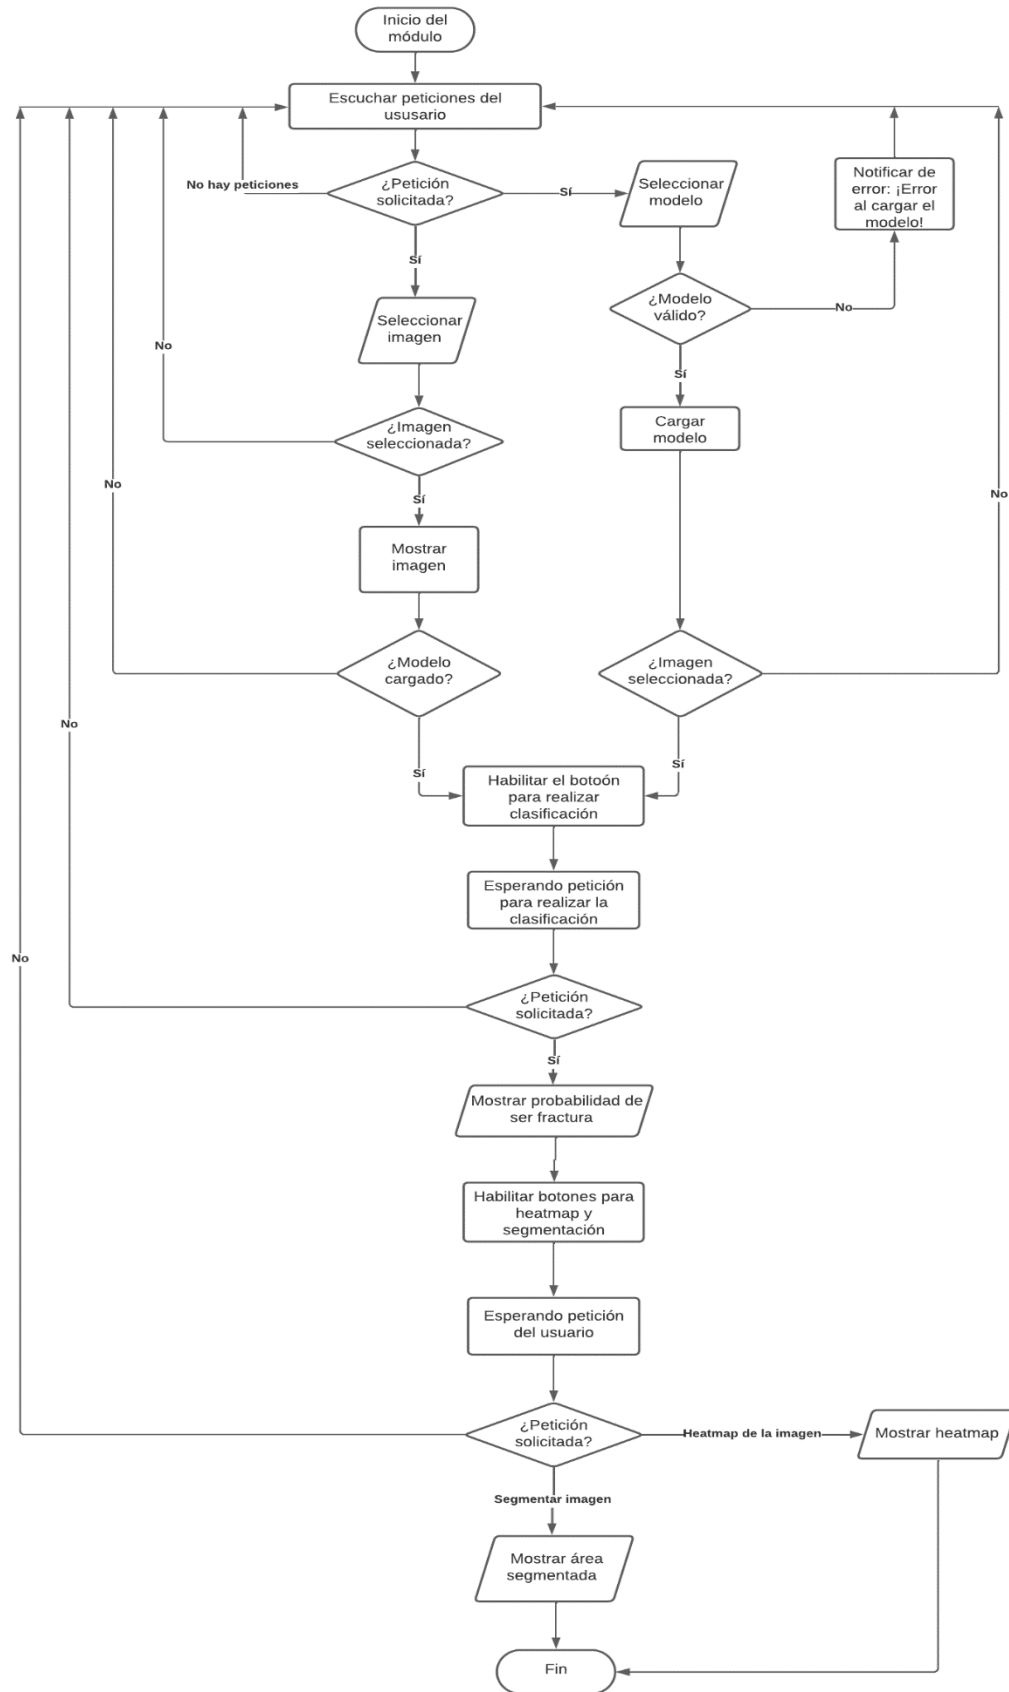 Inicio del
módulo
Escuchar peticiones del
ususario
No hay peticiones
¿Petición
solicitada?
Sí
Seleccionar
modelo
Notificar de
error: ¡Error
al cargar el
modelo!
Sí
¿Modelo
válido?
No
Seleccionar
imagen
No
Sí
Cargar
modelo
¿Imagen
seleccionada?
No
Sí
No
Mostrar
imagen
¿Modelo
cargado?
¿Imagen
seleccionada?
No
Sí
Sí
Habilitar el botoón
para realizar
clasificación
Esperando petición
para realizar la
clasificación
No
¿Petición
solicitada?
Sí
Mostrar probabilidad de
ser fractura
Habilitar botones para
heatmap y
segmentación
Esperando petición
del usuario
¿Petición
solicitada?
Heatmap de la imagen
Mostrar heatmap
Segmentar imagen
Mostrar área
segmentada
Fin